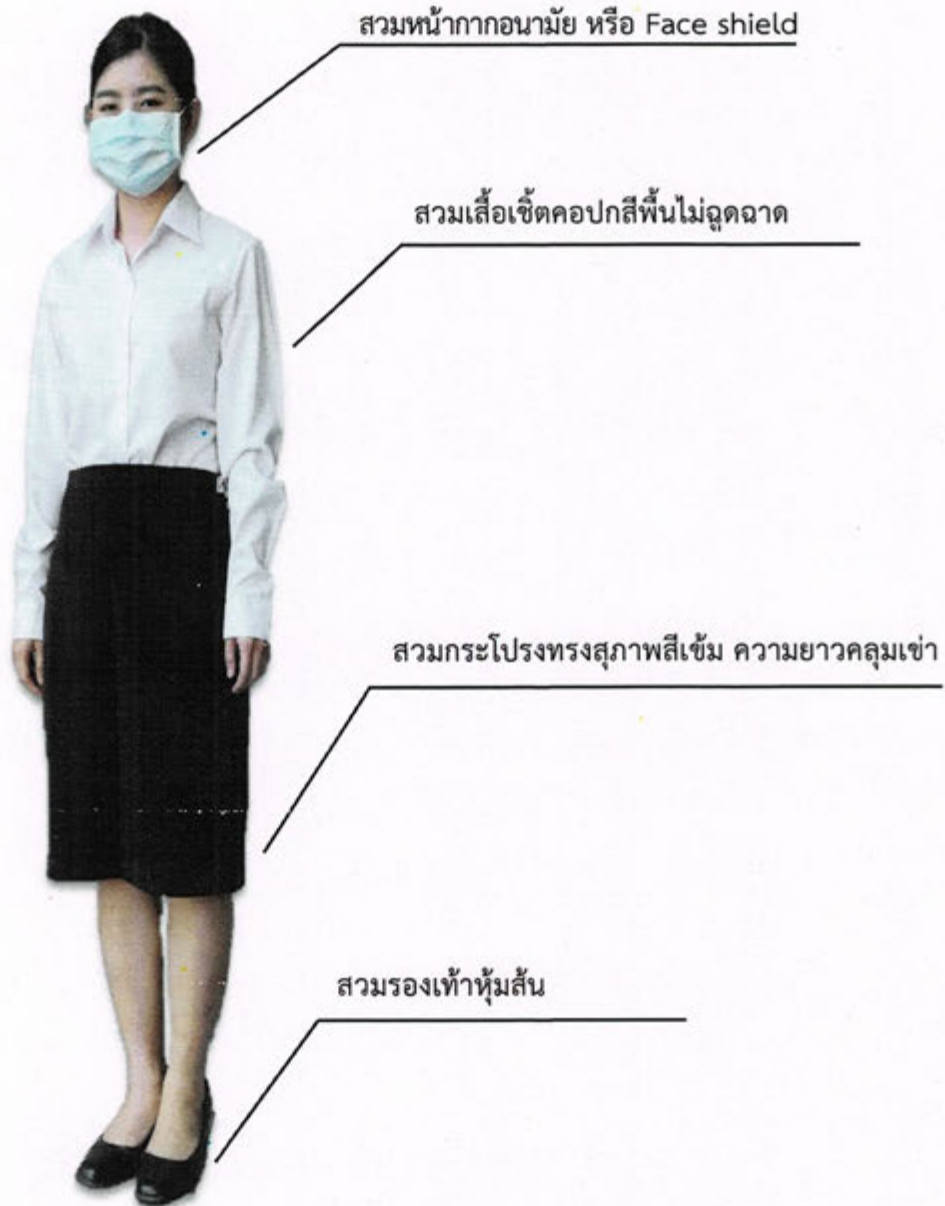 สวมหน้ากากอนามัย หรือ Face shield
สวมเสื้อเชิ้ตคอปกสีพื้นไม่ฉูดฉาด
สวมกระโปรงทรงสุภาพสีเข้ม ความยาวคลุมเข่า
สวมรองเท้าหุ้มส้น